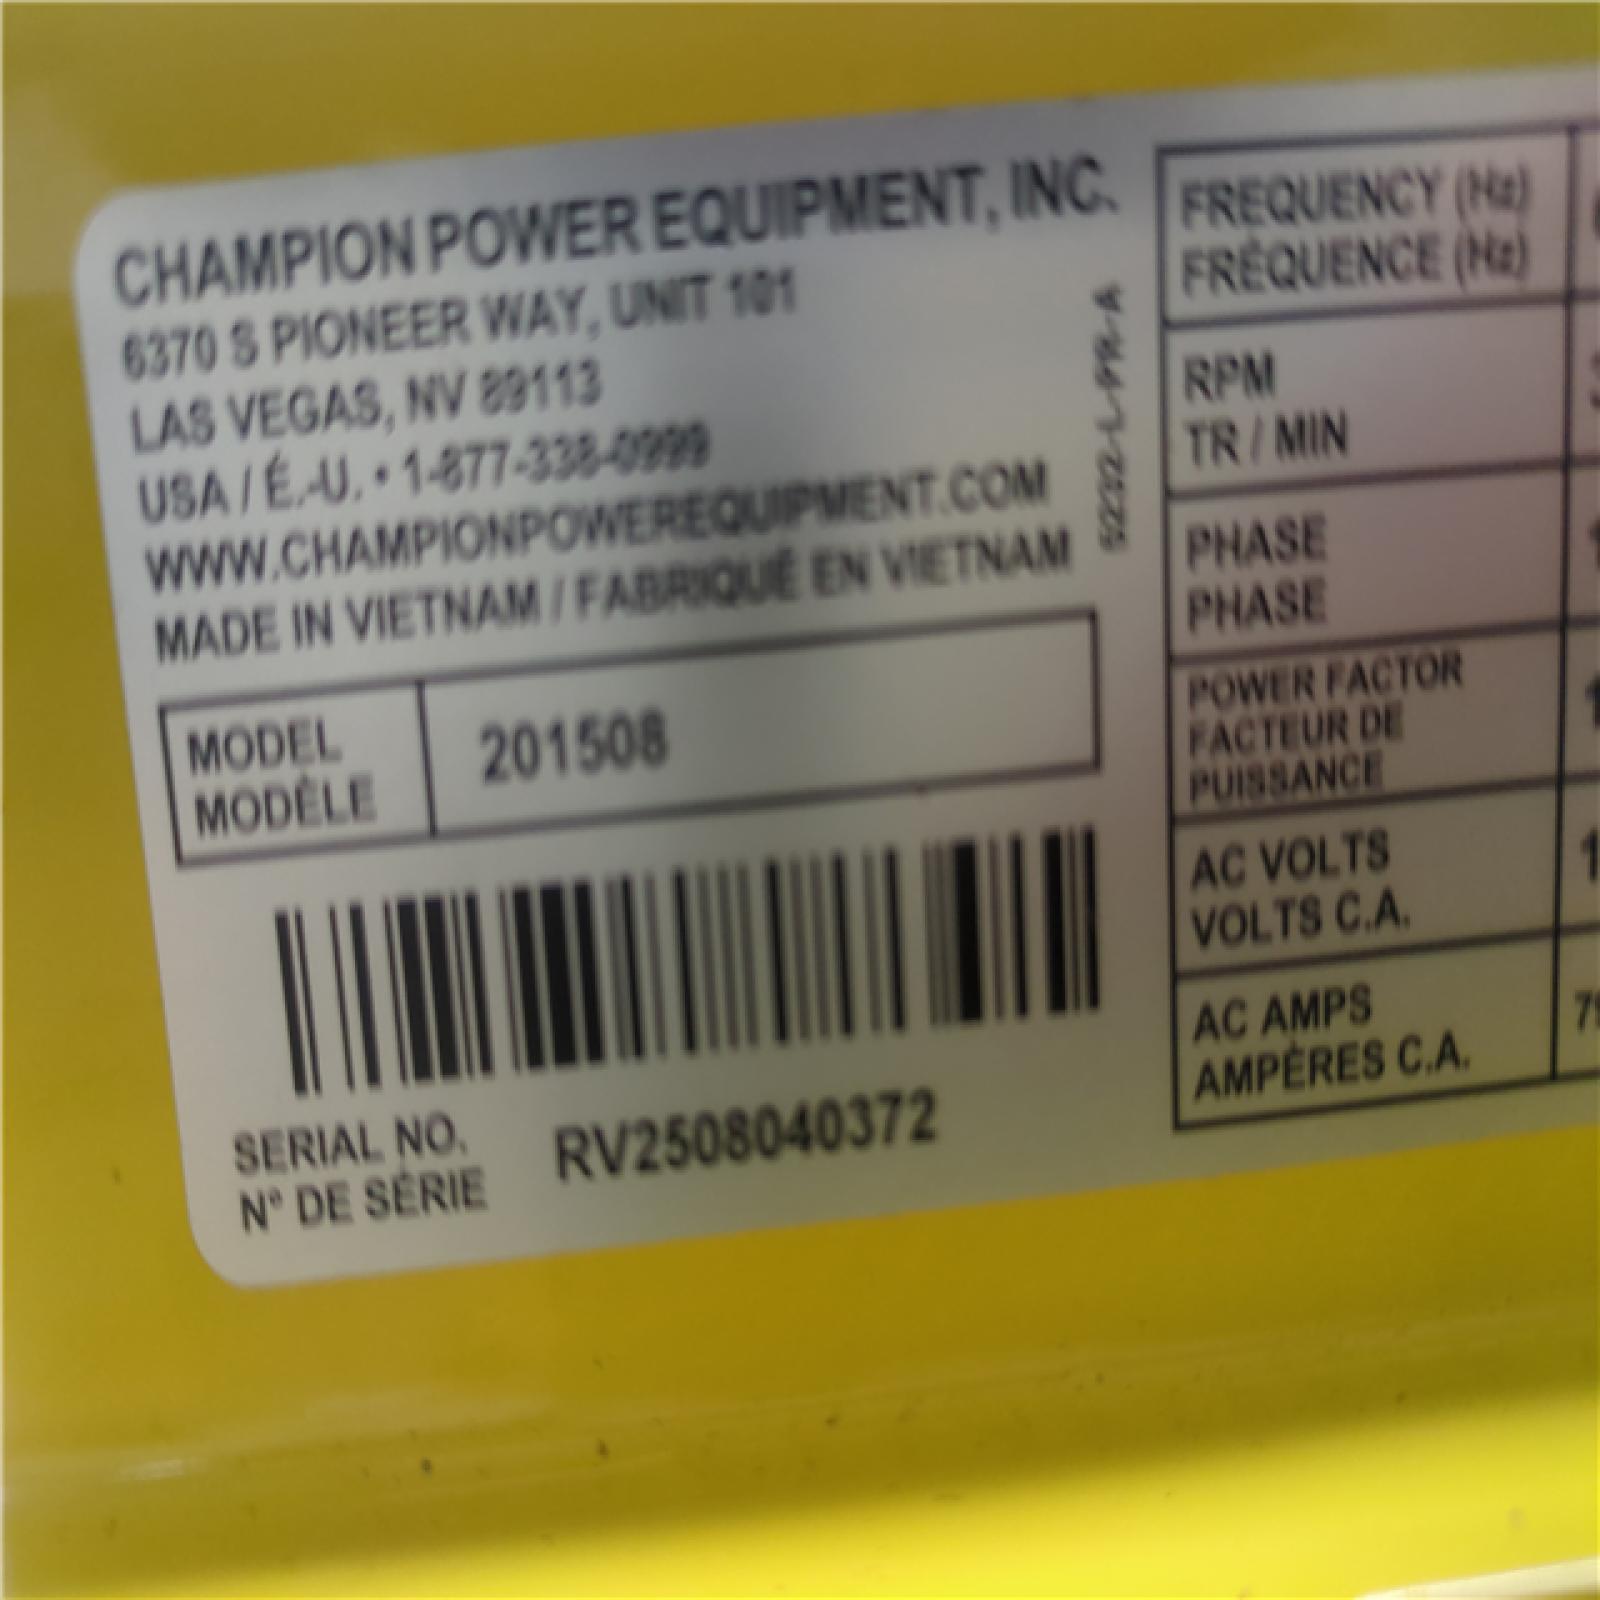 CHAMPION POWER EQUIPMENT, INC.
6370 S PIONEER WAY, UNIT 101
LAS VEGAS, NV 89113
USA / É.-U. • 1-877-338-0999
WWW.CHAMPIONPOWEREQUIPMENT.COM
MADE IN VIETNAM / FABRIQUÉ EN VIETNAM
5232-L-PR-A
MODEL 201508
MODÈLE
SERIAL NO. RV2508040372
N° DE SÉRIE
FREQUENCY (Hz)
FRÉQUENCE (Hz)
RPM
TR / MIN
PHASE
PHASE
POWER FACTOR
FACTEUR DE
PUISSANCE
AC VOLTS
VOLTS C.A.
AC AMPS
AMPÈRES C.A.